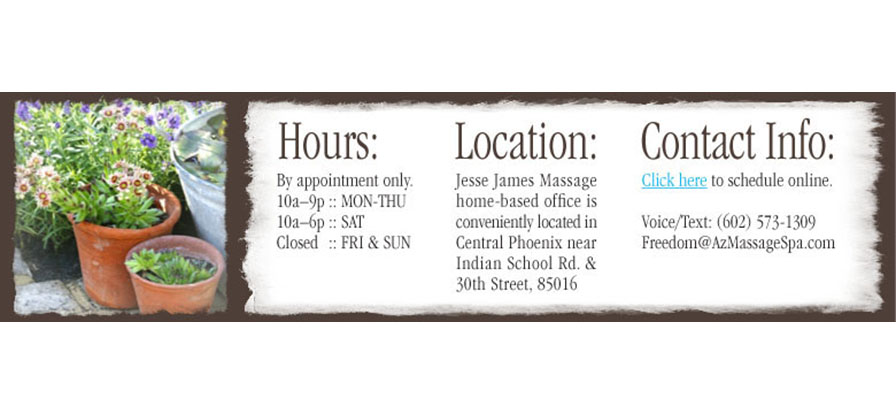 Hours:
By appointment only.
10a–9p :: MON-THU
10a–6p :: SAT
Closed :: FRI & SUN
Location:
Jesse James Massage
home-based office is
conveniently located in
Central Phoenix near
Indian School Rd. &
30th Street, 85016
Contact Info:
Click here to schedule online.
Voice/Text: (602) 573-1309
Freedom@AzMassageSpa.com